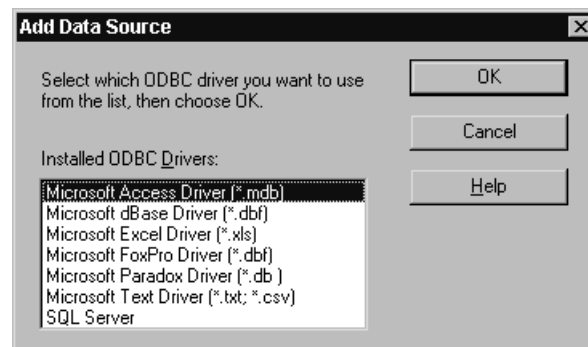 Add Data Source
Select which ODBC driver you want to use
from the list, then choose OK.
OK
Cancel
Help
Installed ODBC Drivers:
Microsoft Access Driver (*.mdb)
Microsoft dBase Driver (*.dbf)
Microsoft Excel Driver (*.xls)
Microsoft FoxPro Driver (*.dbf)
Microsoft Paradox Driver (*.db )
Microsoft Text Driver (*.txt; *.csv)
SQL Server